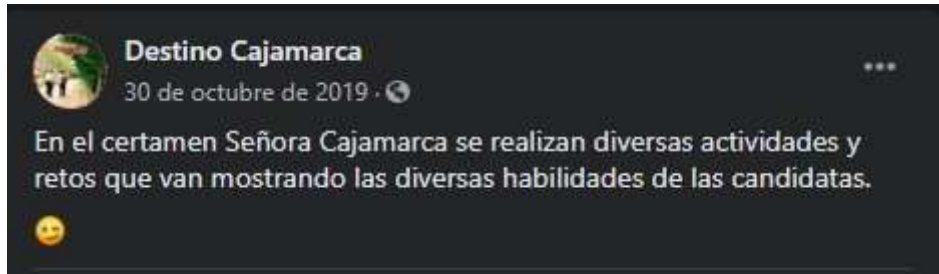 Destino Cajamarca
30 de octubre de 2019 ·
En el certamen Señora Cajamarca se realizan diversas actividades y
retos que van mostrando las diversas habilidades de las candidatas.